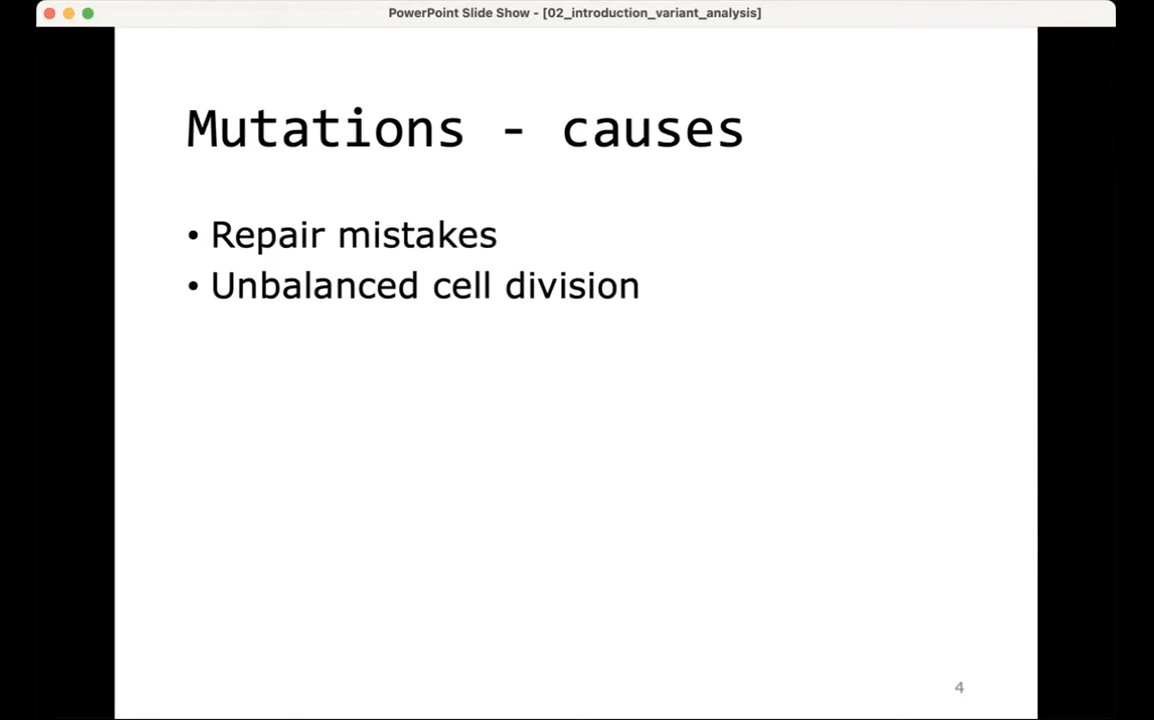 PowerPoint Slide Show - [02_introduction_variant_analysis]
Mutations - causes
• Repair mistakes
• Unbalanced cell division
4